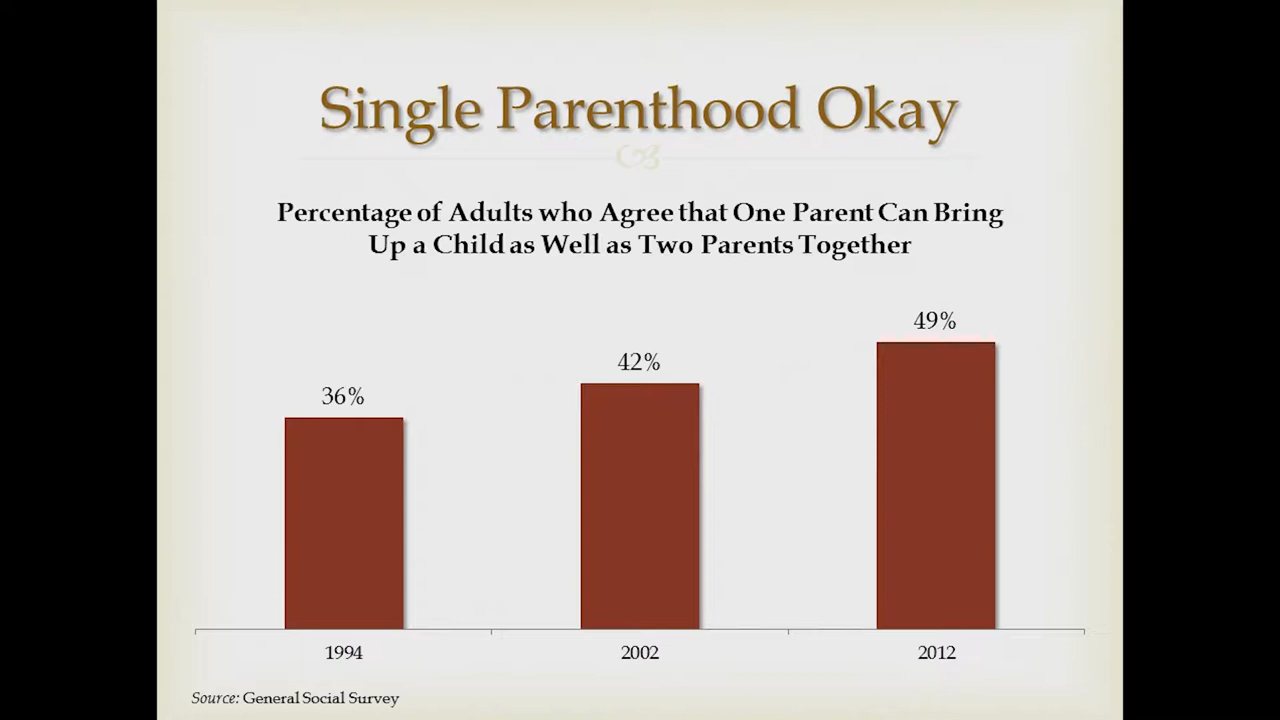 Single Parenthood Okay
Percentage of Adults who Agree that One Parent Can Bring
Up a Child as Well as Two Parents Together
49%
42%
36%
1994 2002 2012
Source: General Social Survey